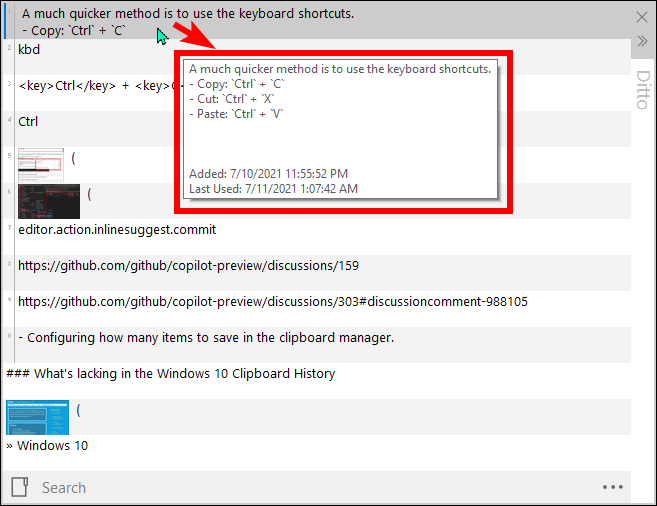 1
A much quicker method is to use the keyboard shortcuts.
- Copy: `Ctrl` + `C`
2
kbd
3
<key>Ctrl</key> + <key>
4
Ctrl
5
(
6
(
7
editor.action.inlinesuggest.commit
8
https://github.com/github/copilot-preview/discussions/159
9
https://github.com/github/copilot-preview/discussions/303#discussioncomment-988105
0
- Configuring how many items to save in the clipboard manager.
### What's lacking in the Windows 10 Clipboard History
(
» Windows 10
Search
A much quicker method is to use the keyboard shortcuts.
- Copy: `Ctrl` + `C`
- Cut: `Ctrl` + `X`
- Paste: `Ctrl` + `V`
Added: 7/10/2021 11:55:52 PM
Last Used: 7/11/2021 1:07:42 AM
Ditto